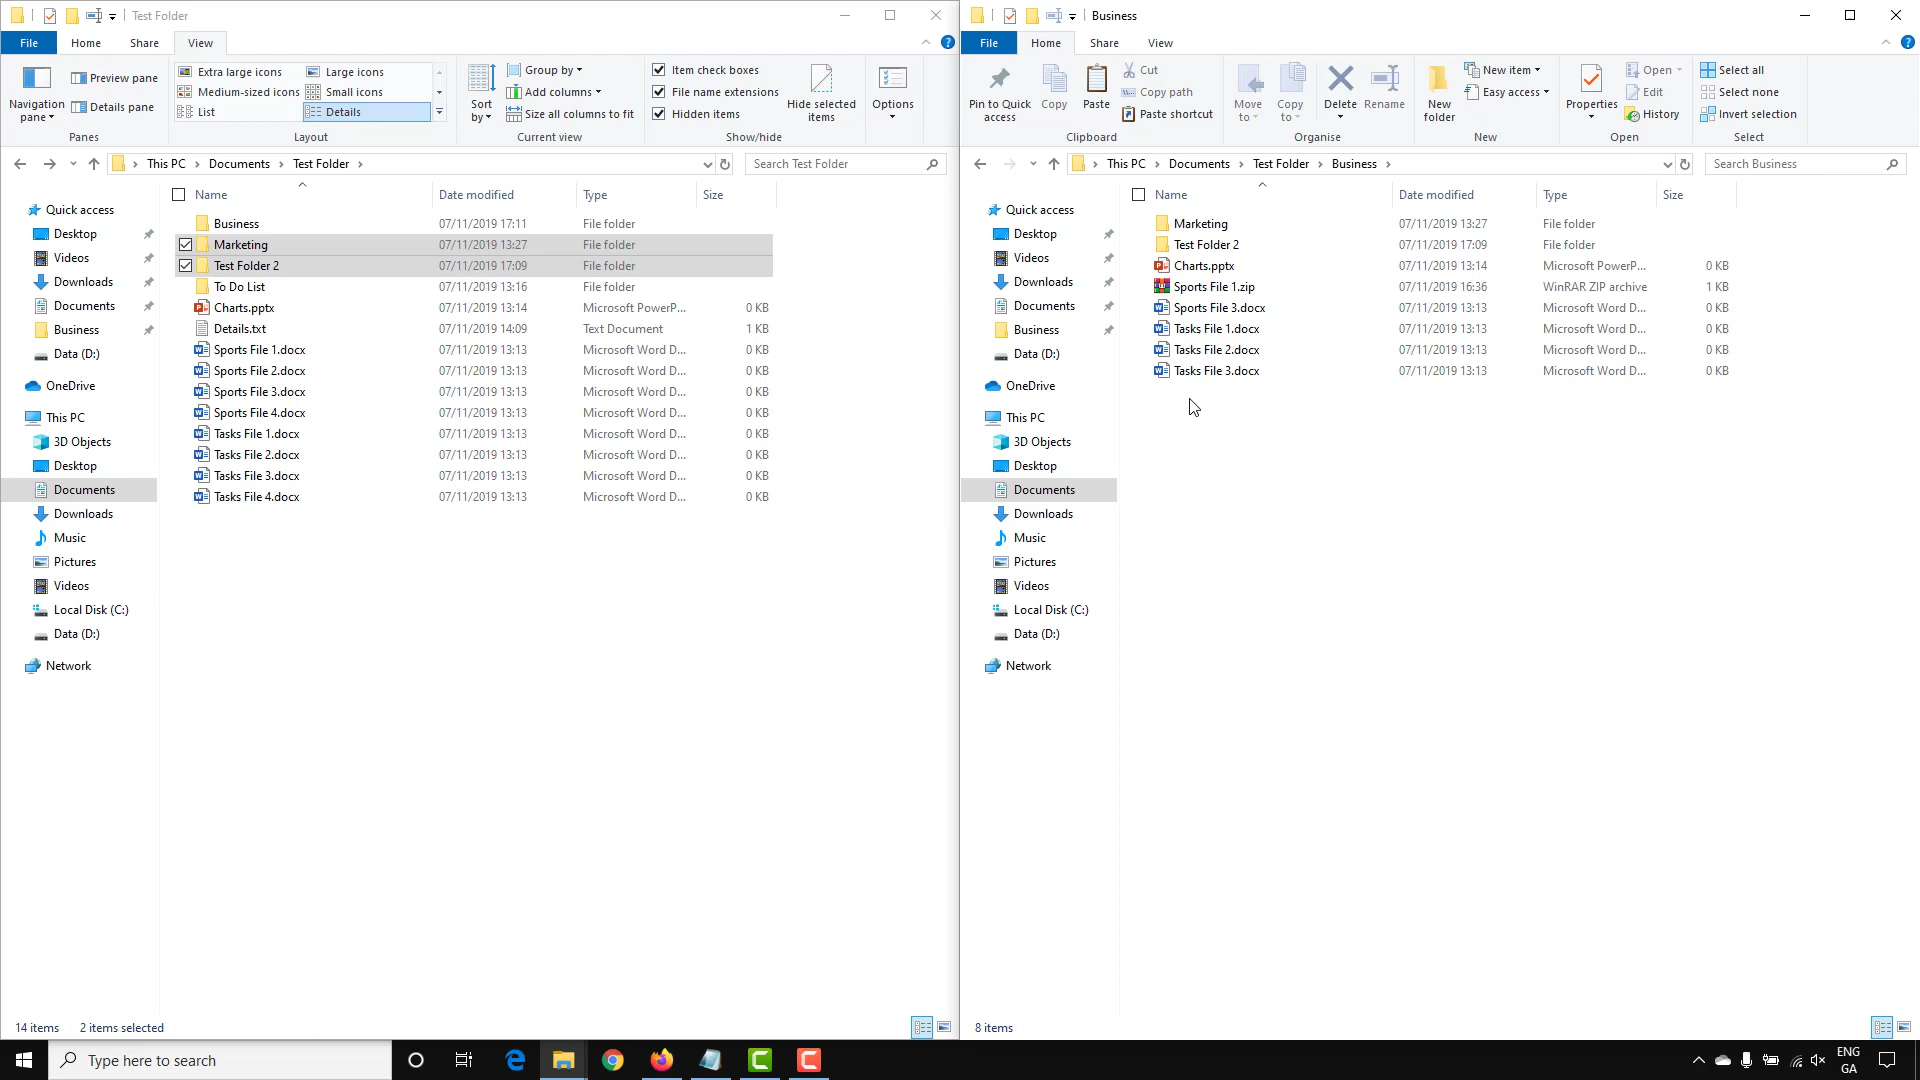 Test Folder
File Home Share View
Navigation pane
Preview pane
Details pane
Panes
Extra large icons Large icons
Medium-sized icons Small icons
List Details
Layout
Sort by
Group by
Add columns
Size all columns to fit
Current view
Item check boxes
File name extensions
Hidden items
Hide selected items
Show/hide
Options
This PC Documents Test Folder
Search Test Folder
Quick access
Desktop
Videos
Downloads
Documents
Business
Data (D:)
OneDrive
This PC
3D Objects
Desktop
Documents
Downloads
Music
Pictures
Videos
Local Disk (C:)
Data (D:)
Network
Name Date modified Type Size
Business 07/11/2019 17:11 File folder
Marketing 07/11/2019 13:27 File folder
Test Folder 2 07/11/2019 17:09 File folder
To Do List 07/11/2019 13:16 File folder
Charts.pptx 07/11/2019 13:14 Microsoft PowerP... 0 KB
Details.txt 07/11/2019 14:09 Text Document 1 KB
Sports File 1.docx 07/11/2019 13:13 Microsoft Word D... 0 KB
Sports File 2.docx 07/11/2019 13:13 Microsoft Word D... 0 KB
Sports File 3.docx 07/11/2019 13:13 Microsoft Word D... 0 KB
Sports File 4.docx 07/11/2019 13:13 Microsoft Word D... 0 KB
Tasks File 1.docx 07/11/2019 13:13 Microsoft Word D... 0 KB
Tasks File 2.docx 07/11/2019 13:13 Microsoft Word D... 0 KB
Tasks File 3.docx 07/11/2019 13:13 Microsoft Word D... 0 KB
Tasks File 4.docx 07/11/2019 13:13 Microsoft Word D... 0 KB
14 items 2 items selected
Business
File Home Share View
Pin to Quick access
Copy
Paste
Cut
Copy path
Paste shortcut
Clipboard
Move to
Copy to
Delete
Rename
Organise
New folder
New item
Easy access
New
Properties
Open
Edit
History
Open
Select all
Select none
Invert selection
Select
This PC Documents Test Folder Business
Search Business
Quick access
Desktop
Videos
Downloads
Documents
Business
Data (D:)
OneDrive
This PC
3D Objects
Desktop
Documents
Downloads
Music
Pictures
Videos
Local Disk (C:)
Data (D:)
Network
Name Date modified Type Size
Marketing 07/11/2019 13:27 File folder
Test Folder 2 07/11/2019 17:09 File folder
Charts.pptx 07/11/2019 13:14 Microsoft PowerP... 0 KB
Sports File 1.zip 07/11/2019 16:36 WinRAR ZIP archive 1 KB
Sports File 3.docx 07/11/2019 13:13 Microsoft Word D... 0 KB
Tasks File 1.docx 07/11/2019 13:13 Microsoft Word D... 0 KB
Tasks File 2.docx 07/11/2019 13:13 Microsoft Word D... 0 KB
Tasks File 3.docx 07/11/2019 13:13 Microsoft Word D... 0 KB
8 items
Type here to search
ENG
GA